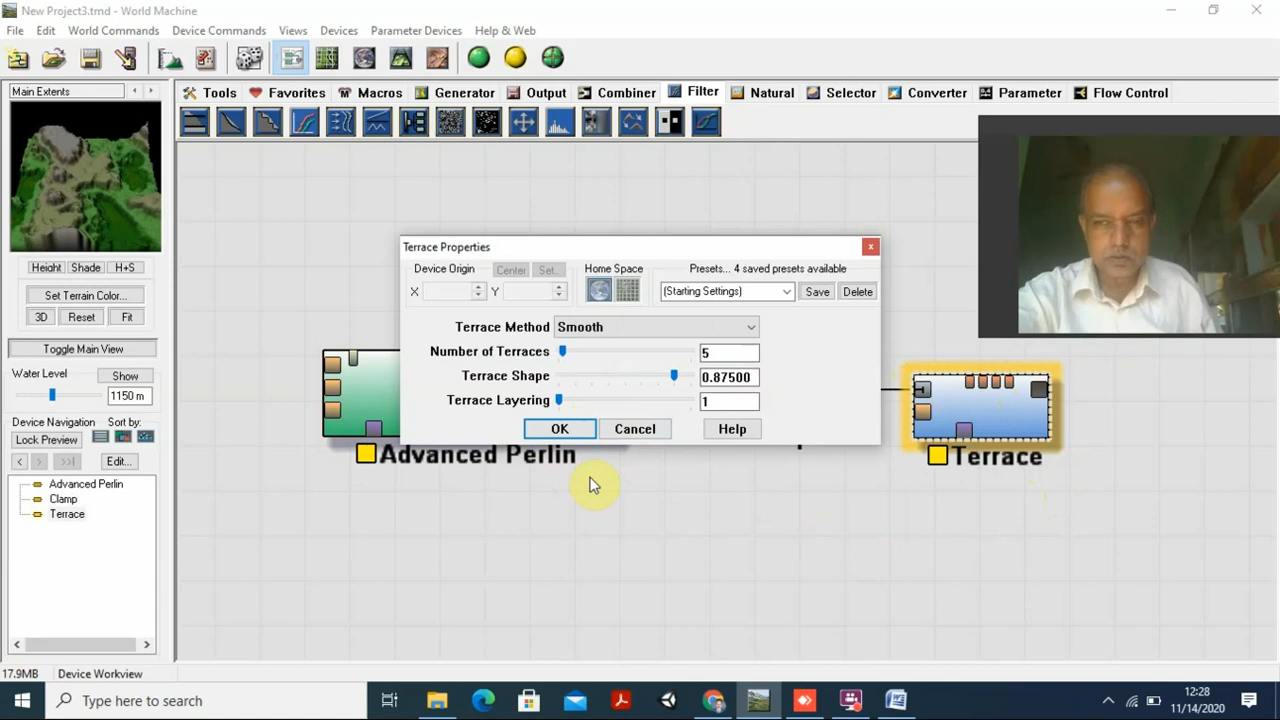 New Project3.tmd - World Machine
File Edit World Commands Device Commands Views Devices Parameter Devices Help & Web
Main Extents
Tools Favorites Macros Generator Output Combiner Filter Natural Selector Converter Parameter Flow Control
Height Shade H+S
Set Terrain Color...
3D Reset Fit
Toggle Main View
Water Level Show
1150 m
Device Navigation Sort by:
Lock Preview
Edit...
Advanced Perlin
Clamp
Terrace
Terrace Properties
Device Origin Center Set... Home Space Presets... 4 saved presets available
X Y (Starting Settings) Save Delete
Terrace Method Smooth
Number of Terraces 5
Terrace Shape 0.87500
Terrace Layering 1
OK Cancel Help
Advanced Perlin
Terrace
17.9MB Device Workview
Type here to search
12:28
11/14/2020